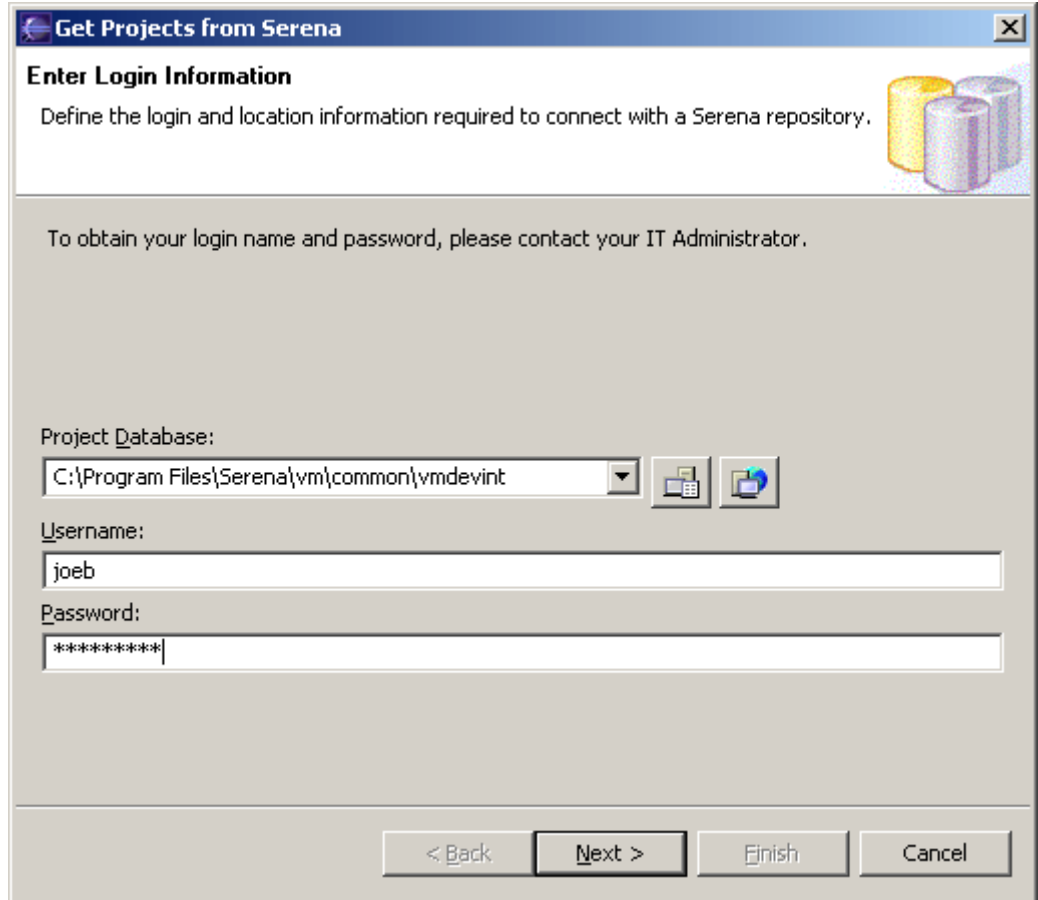 Get Projects from Serena
Enter Login Information
Define the login and location information required to connect with a Serena repository.
To obtain your login name and password, please contact your IT Administrator.
Project Database:
C:\Program Files\Serena\vm\common\vmdevint
Username:
joeb
Password:
*********
< Back Next > Finish Cancel